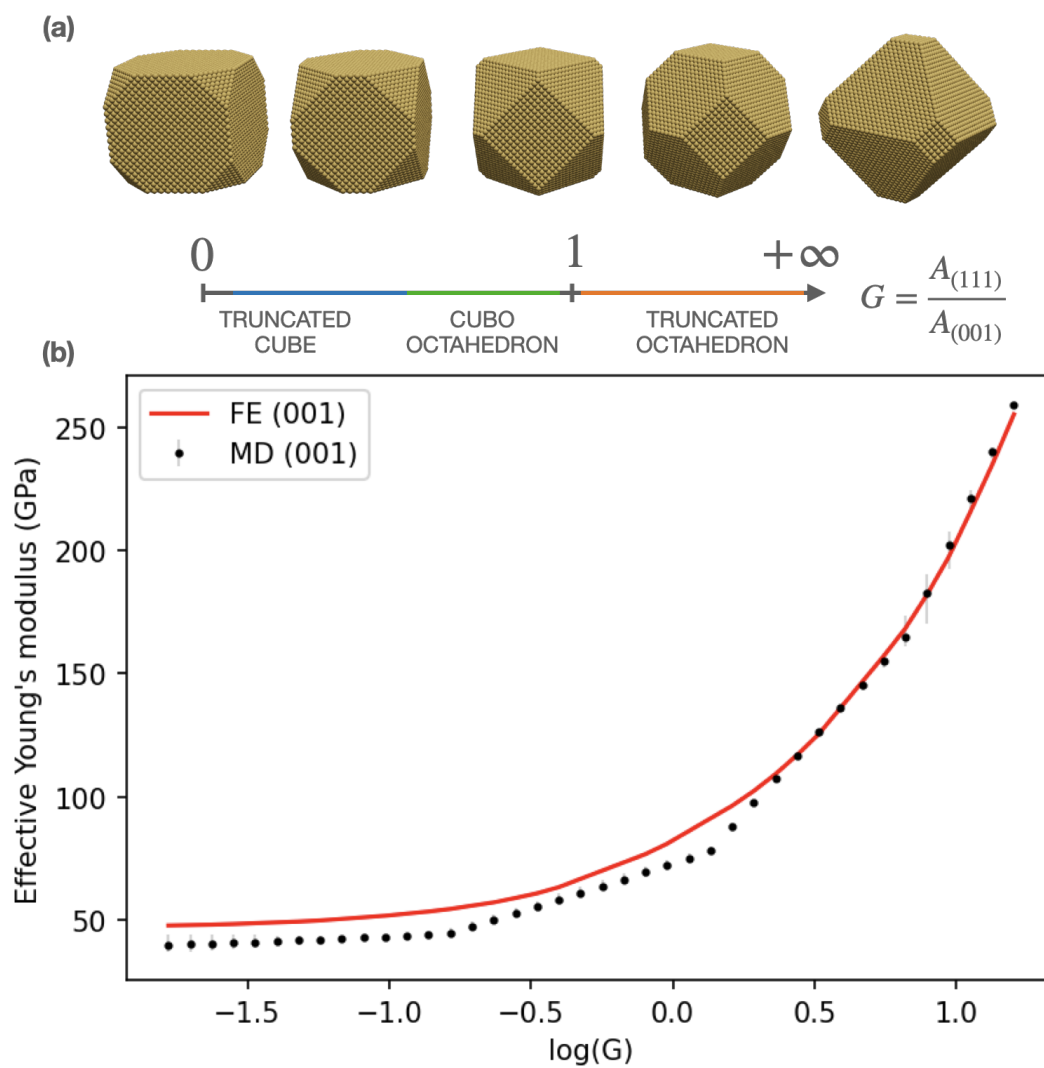 (a)
0 1 +∞
G = A(111) / A(001)
TRUNCATED
CUBE
CUBO
OCTAHEDRON
TRUNCATED
OCTAHEDRON
(b)
FE (001)
MD (001)
Effective Young's modulus (GPa)
250
200
150
100
50
−1.5 −1.0 −0.5 0.0 0.5 1.0
log(G)